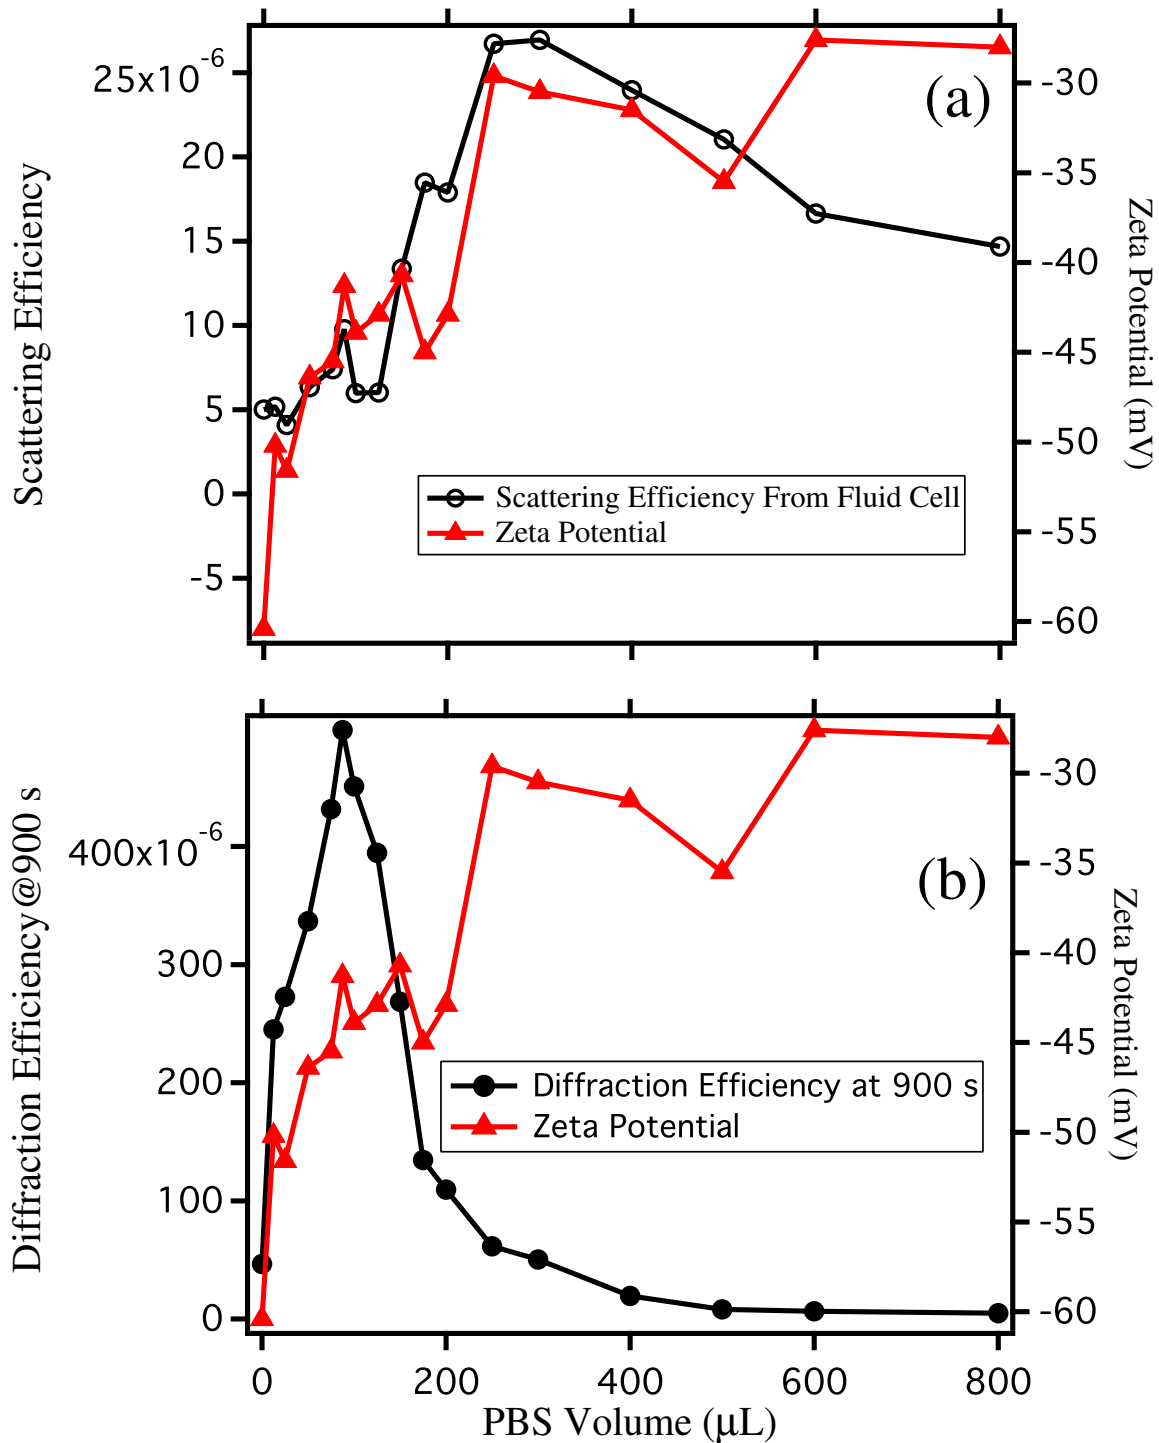 25x10⁻⁶
20
15
10
5
0
-5
Scattering Efficiency
(a)
-30
-35
-40
-45
-50
-55
-60
Zeta Potential (mV)
Scattering Efficiency From Fluid Cell
Zeta Potential
400x10⁻⁶
300
200
100
0
Diffraction Efficiency@900 s
(b)
-30
-35
-40
-45
-50
-55
-60
Zeta Potential (mV)
Diffraction Efficiency at 900 s
Zeta Potential
0 200 400 600 800
PBS Volume (μL)